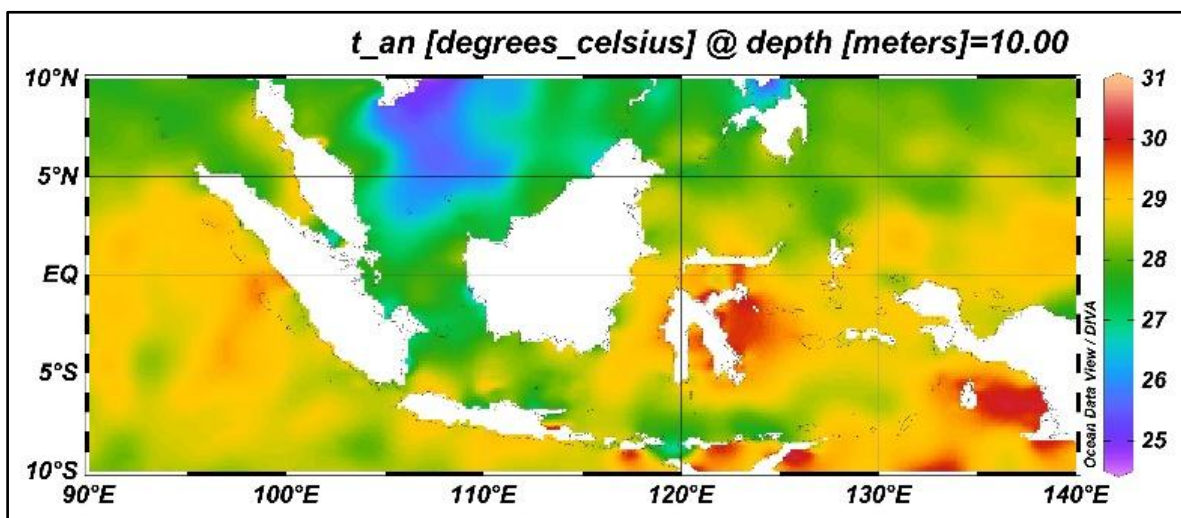 t_an [degrees_celsius] @ depth [meters]=10.00
10°N
5°N
EQ
5°S
10°S
90°E
100°E
110°E
120°E
130°E
140°E
31
30
29
28
27
26
25
Ocean Data View / DIVA